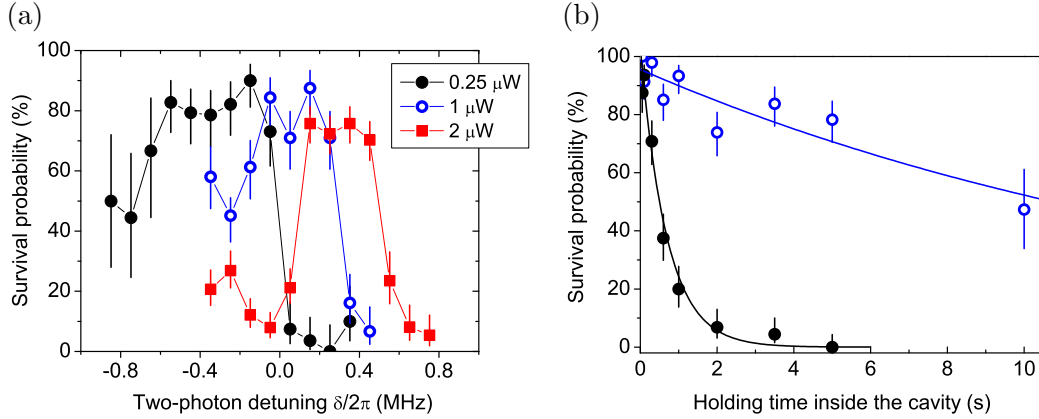 (a)
100
80
60
40
20
0
Survival probability (%)
0.25 μW
1 μW
2 μW
-0.8 -0.4 0.0 0.4 0.8
Two-photon detuning δ/2π (MHz)
(b)
100
80
60
40
20
0
Survival probability (%)
0 2 4 6 8 10
Holding time inside the cavity (s)